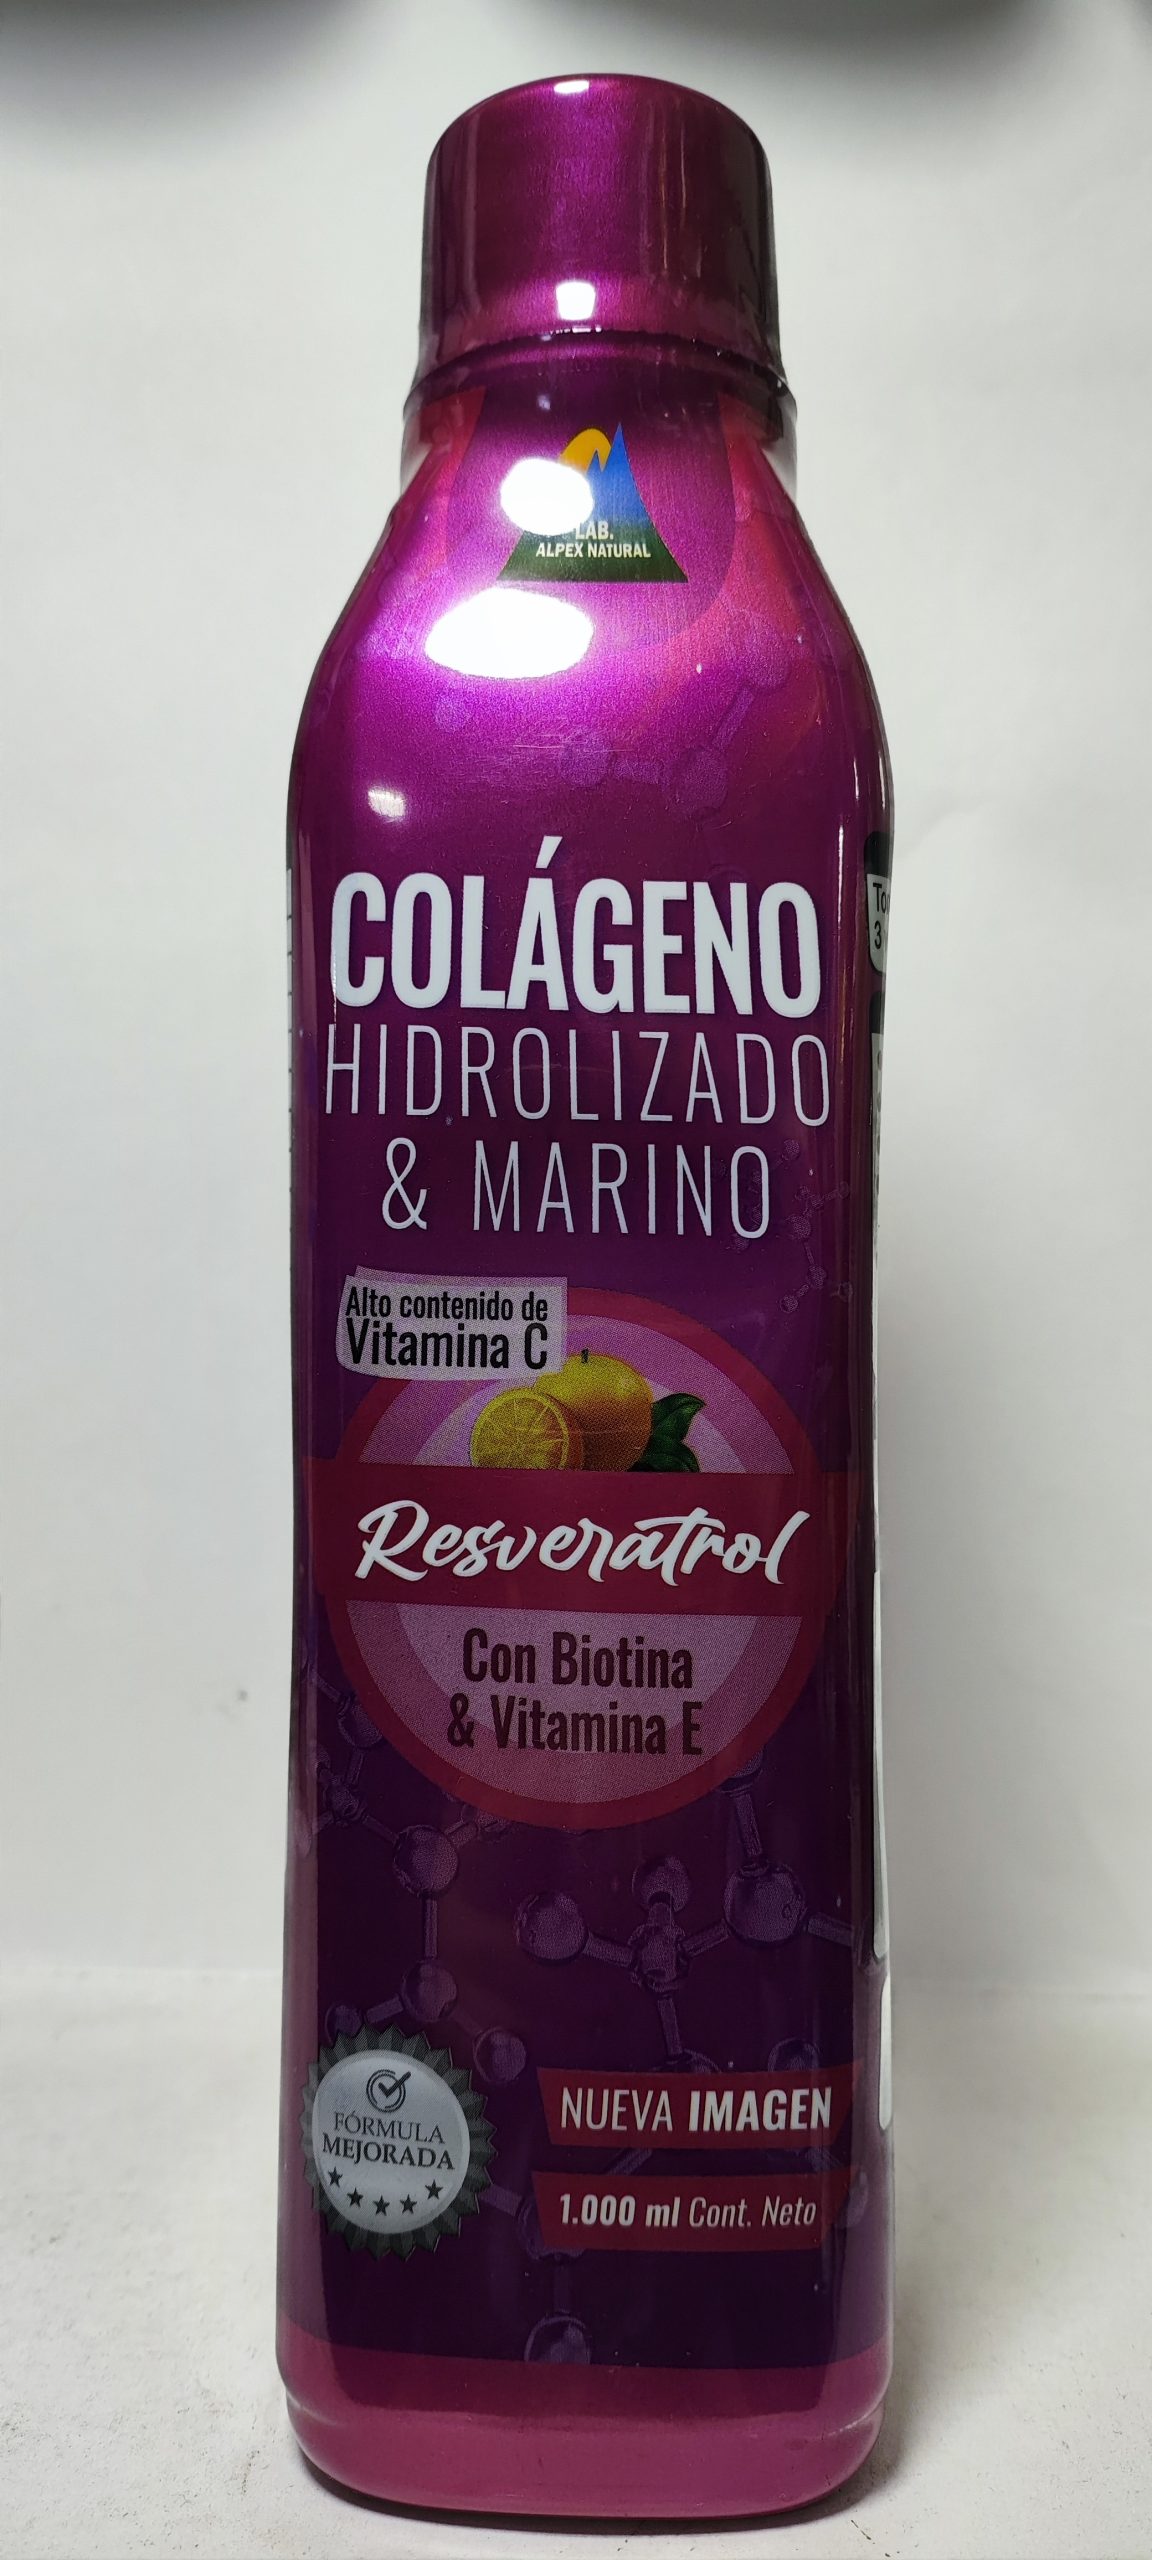 LAB.
ALPEX NATURAL
COLÁGENO
HIDROLIZADO
& MARINO
Alto contenido de
Vitamina C
Resveratrol
Con Biotina
& Vitamina E
FÓRMULA
MEJORADA
NUEVA IMAGEN
1.000 ml Cont. Neto